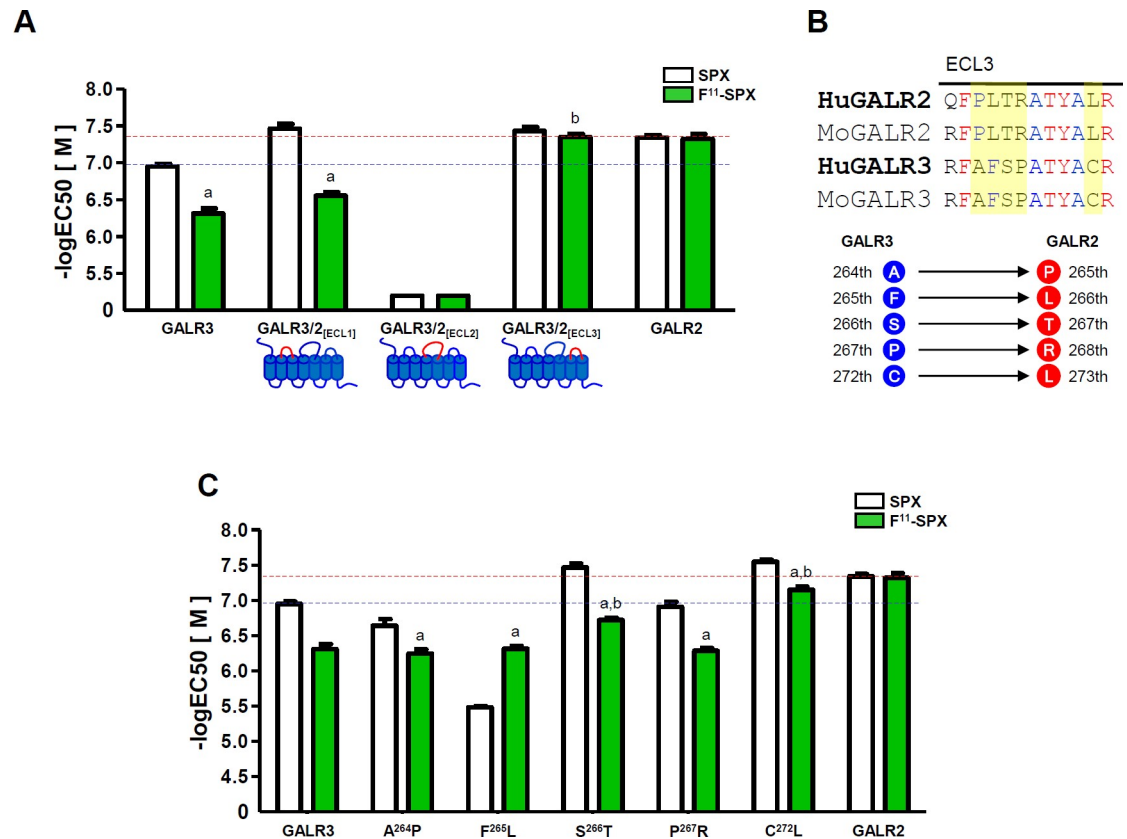 A
SPX
F¹¹-SPX
-logEC50 [ M ]
8.0
7.5
7.0
6.5
6.0
5.5
0
a
a
b
GALR3
GALR3/2[ECL1]
GALR3/2[ECL2]
GALR3/2[ECL3]
GALR2
B
ECL3
HuGALR2 QFPLTRATYALR
MoGALR2 RFPLTRATYALR
HuGALR3 RFAFSPATYACR
MoGALR3 RFAFSPATYACR
GALR3 GALR2
264th A P 265th
265th F L 266th
266th S T 267th
267th P R 268th
272th C L 273th
C
SPX
F¹¹-SPX
-logEC50 [ M ]
8.0
7.5
7.0
6.5
6.0
5.5
5.0
4.5
0
a
a
a,b
a
a,b
GALR3
A²⁶⁴P
F²⁶⁵L
S²⁶⁶T
P²⁶⁷R
C²⁷²L
GALR2